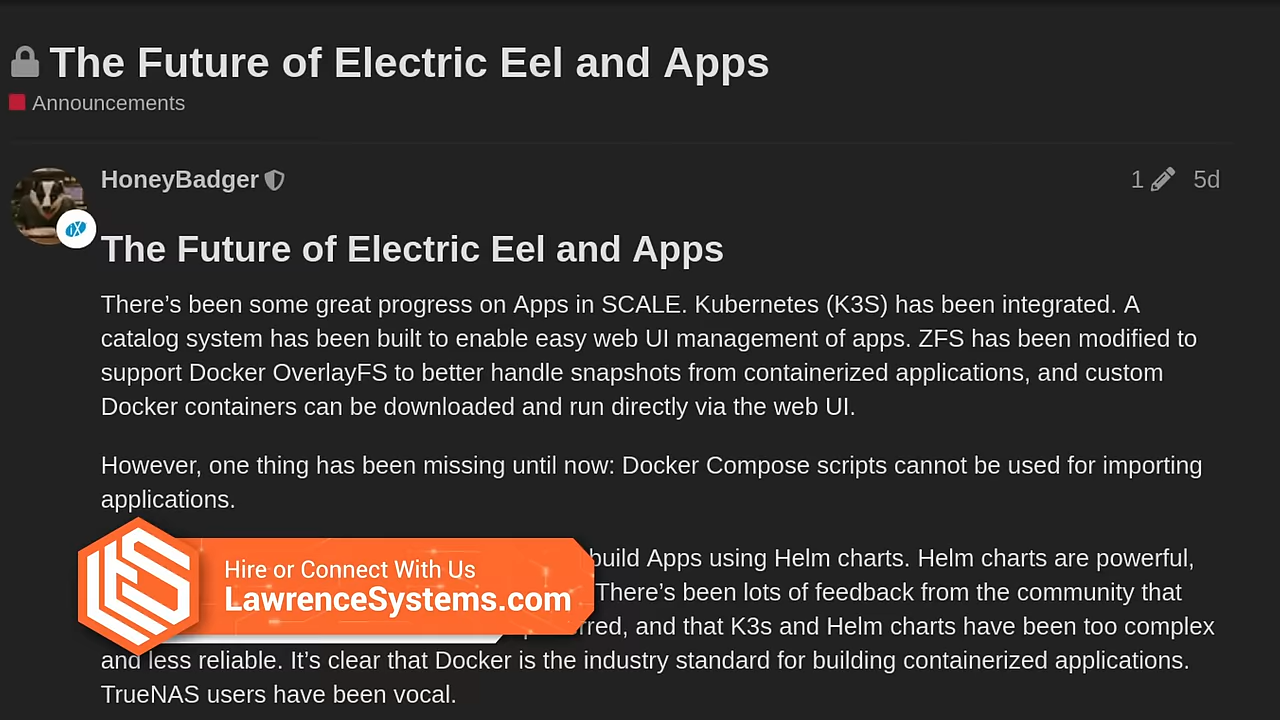 The Future of Electric Eel and Apps
Announcements
HoneyBadger
1
5d
iX
The Future of Electric Eel and Apps
There’s been some great progress on Apps in SCALE. Kubernetes (K3S) has been integrated. A
catalog system has been built to enable easy web UI management of apps. ZFS has been modified to
support Docker OverlayFS to better handle snapshots from containerized applications, and custom
Docker containers can be downloaded and run directly via the web UI.
However, one thing has been missing until now: Docker Compose scripts cannot be used for importing
applications.
build Apps using Helm charts. Helm charts are powerful,
There’s been lots of feedback from the community that
and that K3s and Helm charts have been too complex
and less reliable. It’s clear that Docker is the industry standard for building containerized applications.
TrueNAS users have been vocal.
Hire or Connect With Us
LawrenceSystems.com